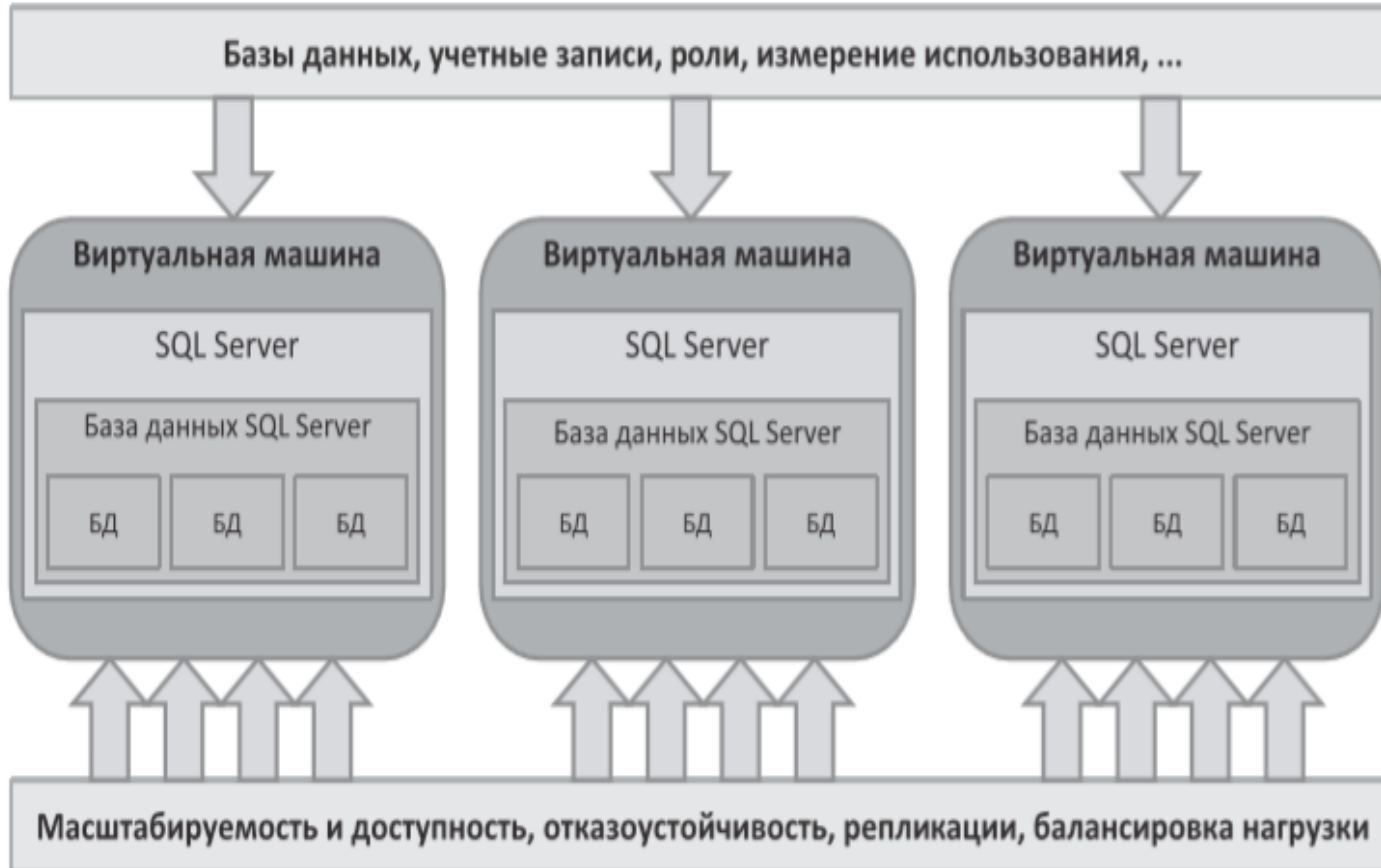 Базы данных, учетные записи, роли, измерение использования, ...
Виртуальная машина
SQL Server
База данных SQL Server
БД
БД
БД
Виртуальная машина
SQL Server
База данных SQL Server
БД
БД
БД
Виртуальная машина
SQL Server
База данных SQL Server
БД
БД
БД
Масштабируемость и доступность, отказоустойчивость, репликации, балансировка нагрузки